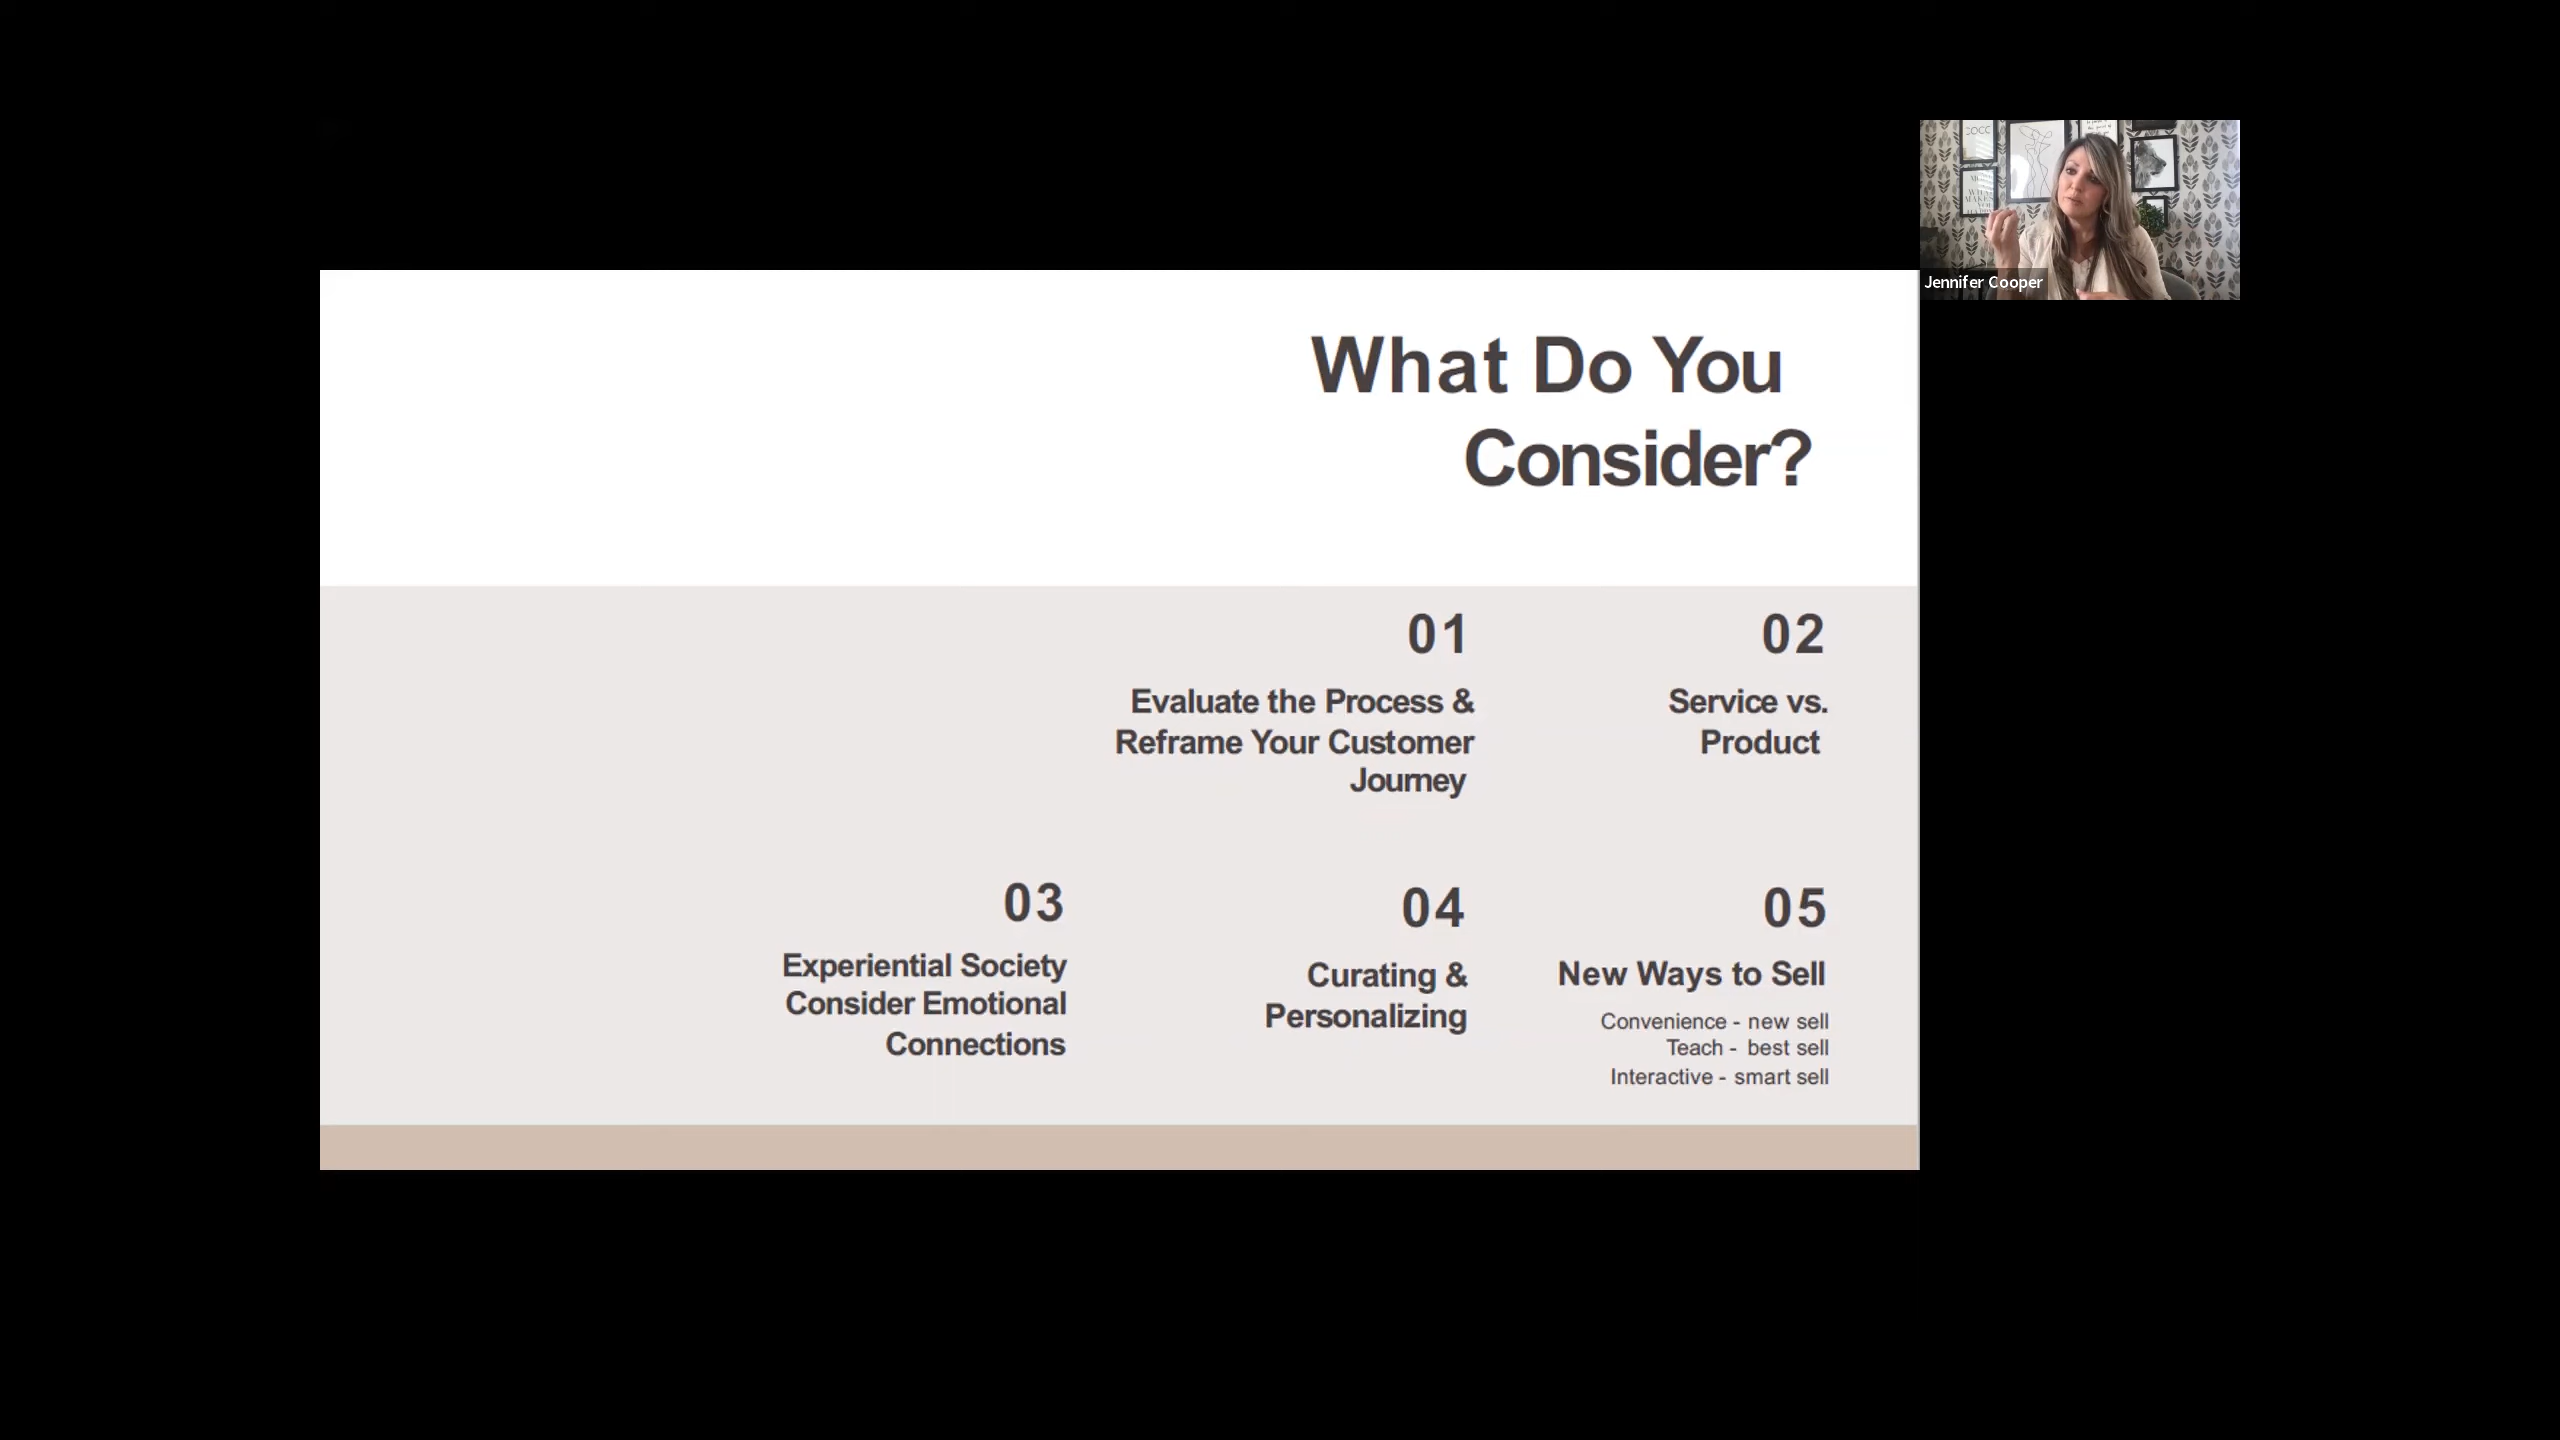 What Do You
Consider?
01
Evaluate the Process &
Reframe Your Customer
Journey
02
Service vs.
Product
03
Experiential Society
Consider Emotional
Connections
04
Curating &
Personalizing
05
New Ways to Sell
Convenience - new sell
Teach - best sell
Interactive - smart sell
Jennifer Cooper